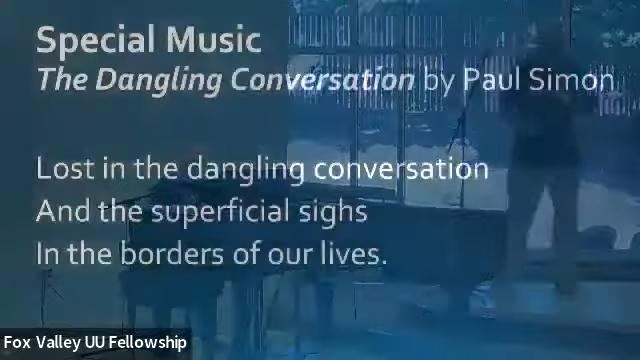 Special Music
The Dangling Conversation by Paul Simon
Lost in the dangling conversation
And the superficial sighs
In the borders of our lives.
Fox Valley UU Fellowship